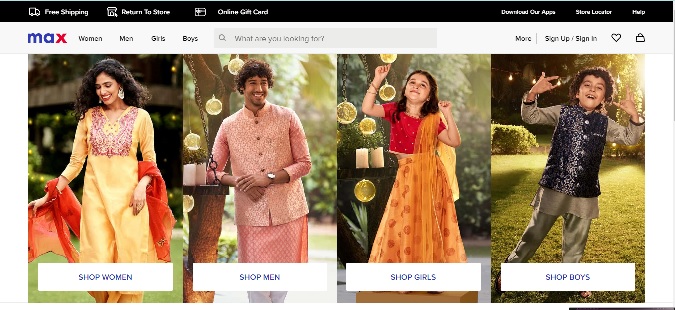 Free Shipping Return To Store Online Gift Card Download Our Apps Store Locator Help
max Women Men Girls Boys What are you looking for? More Sign Up / Sign In
SHOP WOMEN SHOP MEN SHOP GIRLS SHOP BOYS